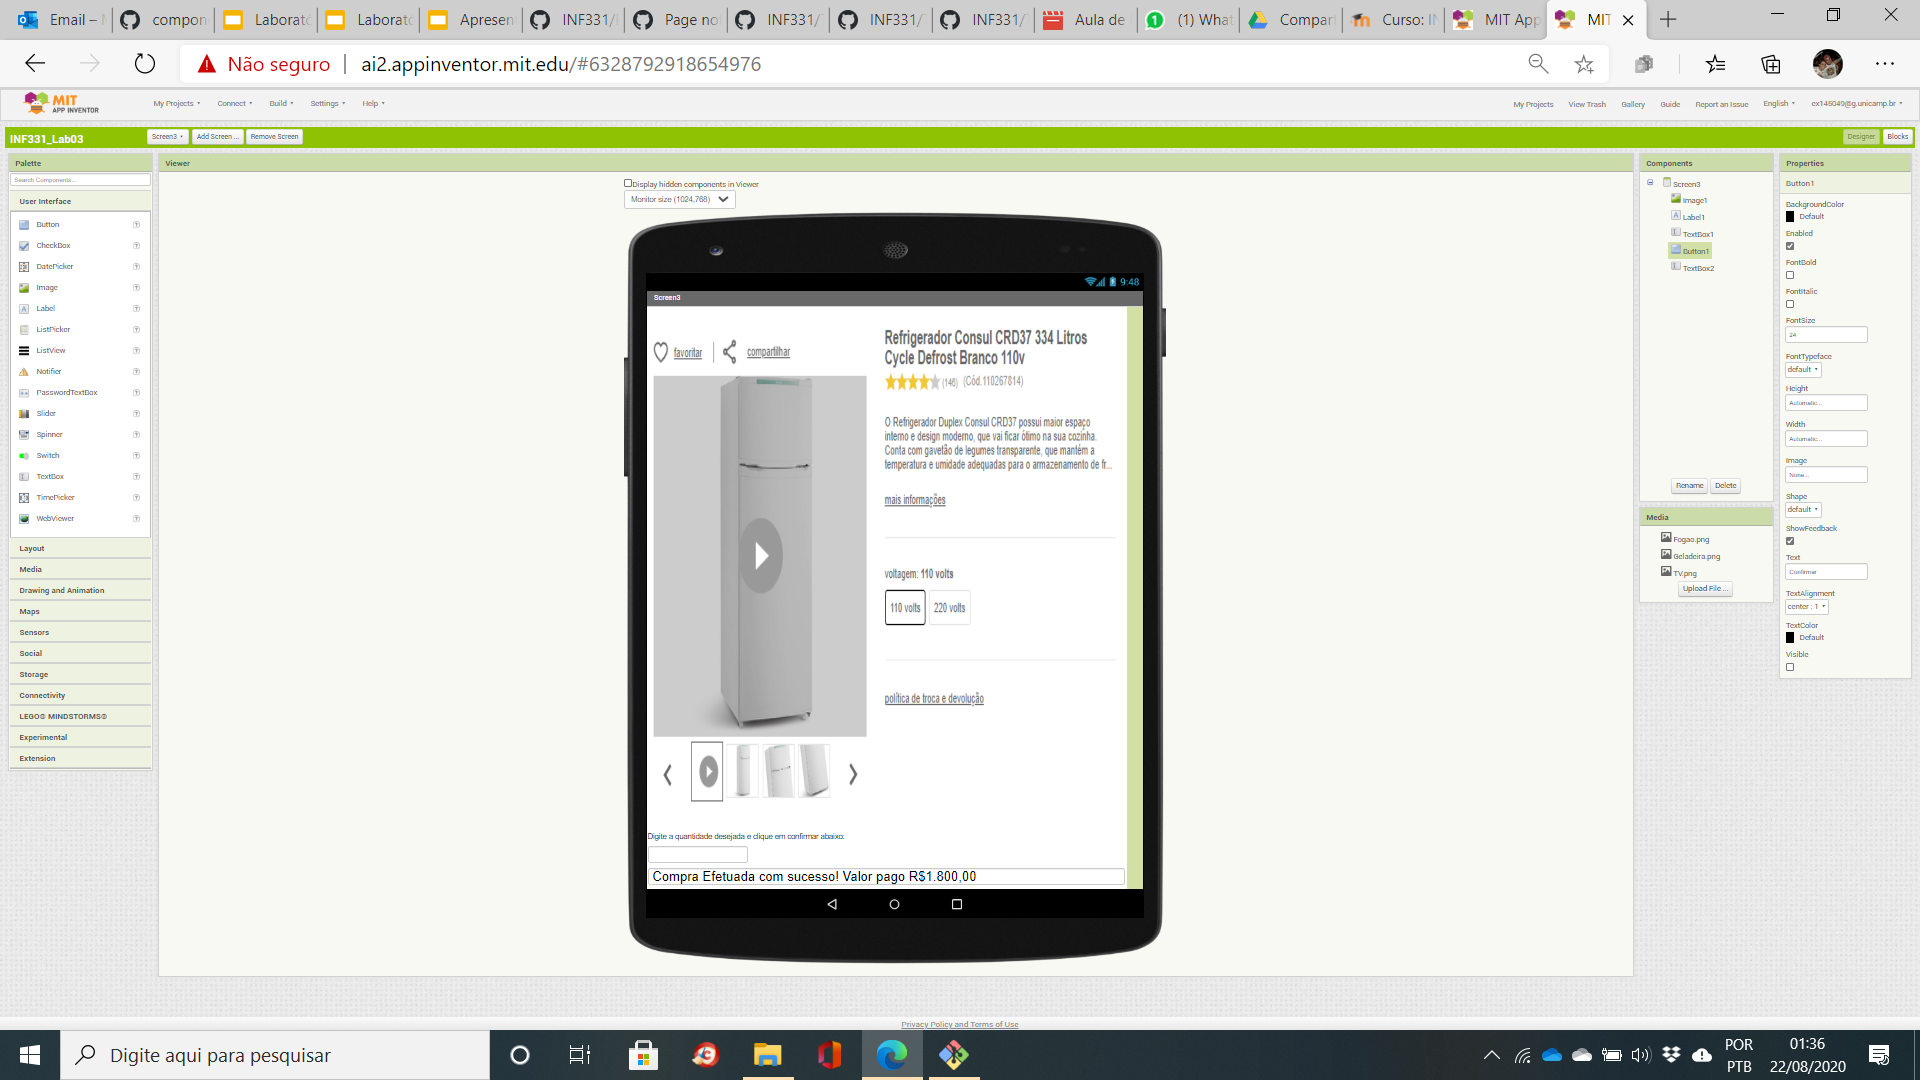 Email –
compon
Laborató
Laborato
Apresen
INF331/
Page no
INF331/
INF331/
INF331/
Aula de
(1) What
Compar
Curso: IN
MIT App
MIT
Não seguro | ai2.appinventor.mit.edu/#6328792918654976
MIT
APP INVENTOR
My Projects
Connect
Build
Settings
Help
My Projects
View Trash
Gallery
Guide
Report an Issue
English
ex146049@g.unicamp.br
INF331_Lab03
Screen3
Add Screen ...
Remove Screen
Designer
Blocks
Palette
Search Components...
User Interface
Button
CheckBox
DatePicker
Image
Label
ListPicker
ListView
Notifier
PasswordTextBox
Slider
Spinner
Switch
TextBox
TimePicker
WebViewer
Layout
Media
Drawing and Animation
Maps
Sensors
Social
Storage
Connectivity
LEGO® MINDSTORMS®
Experimental
Extension
Viewer
Display hidden components in Viewer
Monitor size (1024,768)
9:48
Screen3
favoritar
compartilhar
Refrigerador Consul CRD37 334 Litros
Cycle Defrost Branco 110v
(146) (Cód.110267814)
O Refrigerador Duplex Consul CRD37 possui maior espaço
interno e design moderno, que vai ficar ótimo na sua cozinha.
Conta com gavetão de legumes transparente, que mantém a
temperatura e umidade adequadas para o armazenamento de fr...
mais informações
voltagem: 110 volts
110 volts
220 volts
política de troca e devolução
Digite a quantidade desejada e clique em confirmar abaixo:
Compra Efetuada com sucesso! Valor pago R$1.800,00
Components
Screen3
Image1
Label1
TextBox1
Button1
TextBox2
Rename
Delete
Media
Fogao.png
Geladeira.png
TV.png
Upload File ...
Properties
Button1
BackgroundColor
Default
Enabled
FontBold
FontItalic
FontSize
24
FontTypeface
default
Height
Automatic...
Width
Automatic...
Image
None...
Shape
default
ShowFeedback
Text
Confirmar
TextAlignment
center : 1
TextColor
Default
Visible
Privacy Policy and Terms of Use
Digite aqui para pesquisar
POR
PTB
01:36
22/08/2020